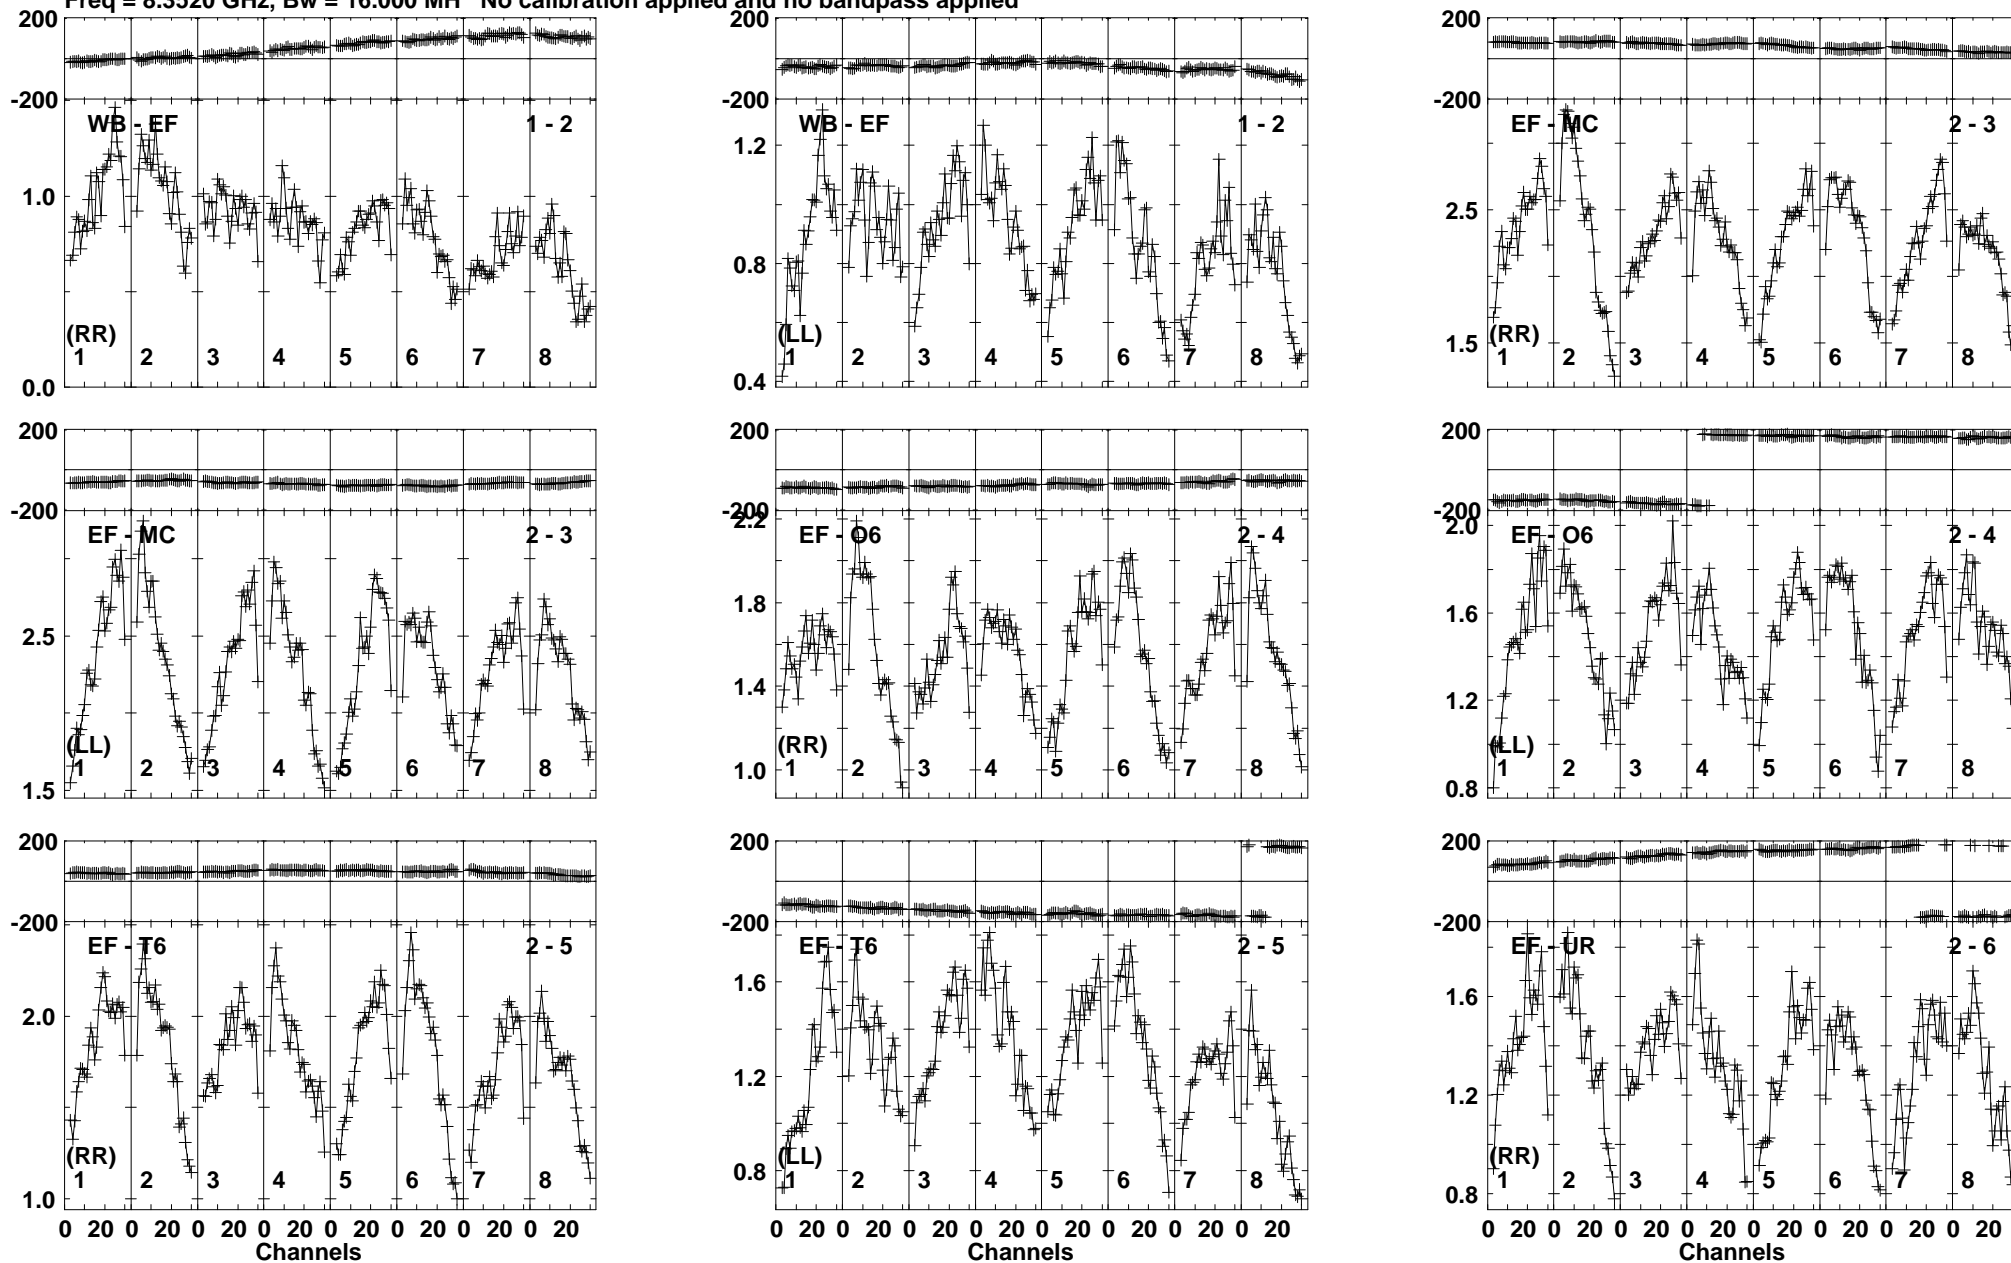 Freq = 8.3520 GHz, Bw = 16.000 MH No calibration applied and no bandpass applied
200 200 200
-200 -200 -200
WB - EF 1 - 2 WB - EF 1 - 2 EF - MC 2 - 3
1.2
1.0 2.5
0.8
(RR) (LL) (RR) 1.5
1 2 3 4 5 6 7 8 1 2 3 4 5 6 7 8 1 2 3 4 5 6 7 8
0.0 0.4
200 200 200
-200 -200 -200
2.2 2.0
EF - MC 2 - 3 EF - O6 2 - 4 EF - O6 2 - 4
1.8 1.6
2.5
1.4 1.2
(LL) (RR) (LL)
1 2 3 4 5 6 7 8 1 2 3 4 5 6 7 8 1 2 3 4 5 6 7 8
1.5 1.0 0.8
200 200 200
-200 -200 -200
EF - T6 2 - 5 EF - T6 2 - 5 EF - UR 2 - 6
2.0 1.6 1.6
1.2 1.2
(RR) (LL) (RR)
1 2 3 4 5 6 7 8 1 2 3 4 5 6 7 8 1 2 3 4 5 6 7 8
1.0 0.8 0.8
0 20 0 20 0 20 0 20 0 20 0 20 0 20 0 20 0 20 0 20 0 20 0 20 0 20 0 20 0 20 0 20 0 20 0 20 0 20 0 20 0 20 0 20 0 20 0 20
Channels Channels Channels